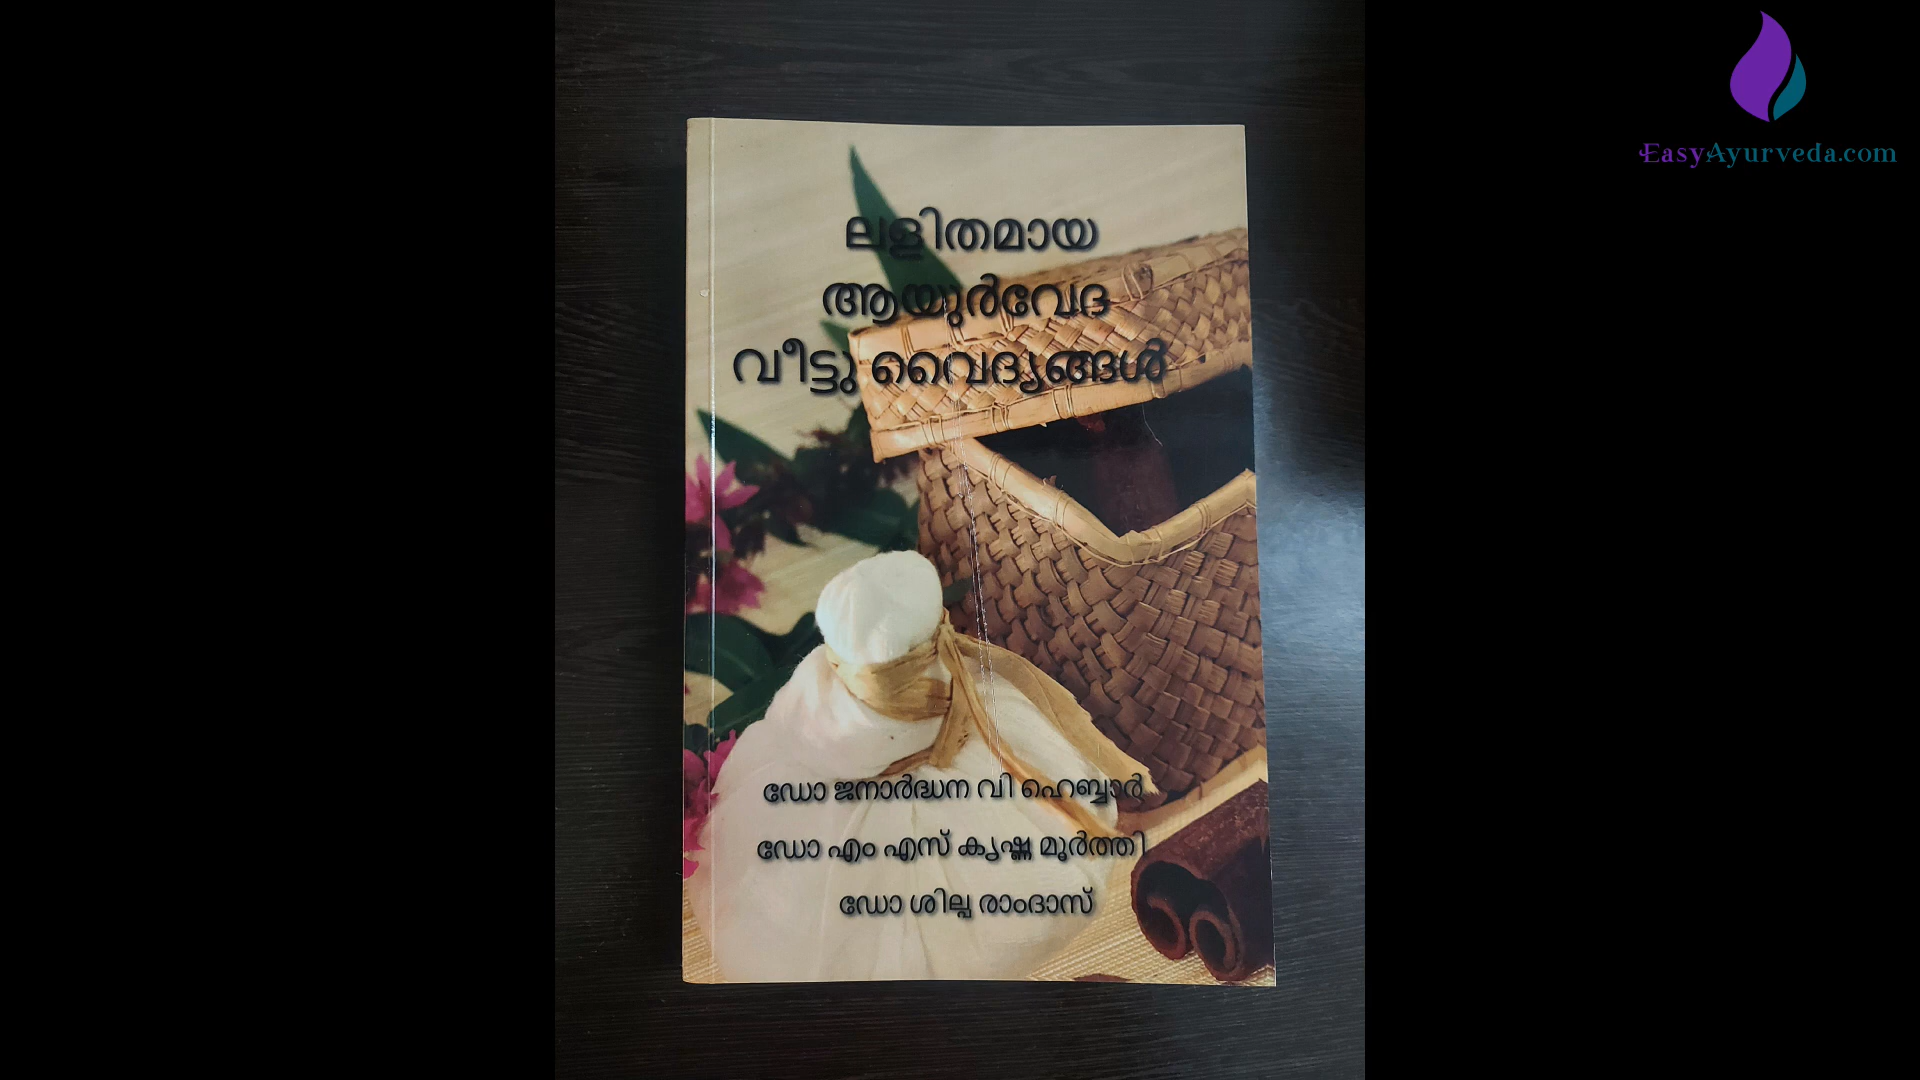 EasyAyurveda.com
ലളിതമായ
ആയുർവേദ
വീട്ടു വൈദ്യങ്ങൾ
ഡോ ജനാർദ്ധന വി ഹെബ്ബാർ
ഡോ എം എസ് കൃഷ്ണ മൂർത്തി
ഡോ ശില്പ രാംദാസ്